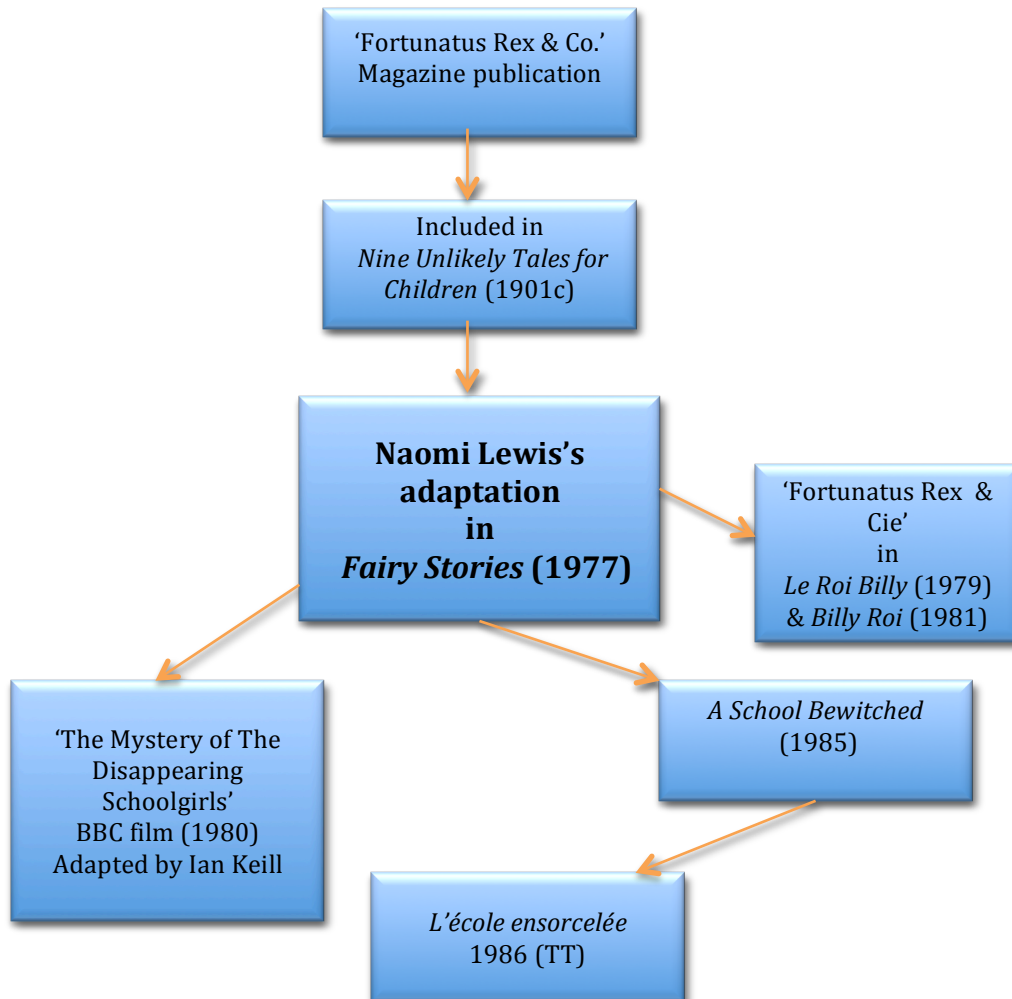 ‘Fortunatus Rex & Co.’
Magazine publication
Included in
Nine Unlikely Tales for
Children (1901c)
Naomi Lewis’s
adaptation
in
Fairy Stories (1977)
‘Fortunatus Rex &
Cie’
in
Le Roi Billy (1979)
& Billy Roi (1981)
‘The Mystery of The
Disappearing
Schoolgirls’
BBC film (1980)
Adapted by Ian Keill
A School Bewitched
(1985)
L’école ensorcelée
1986 (TT)